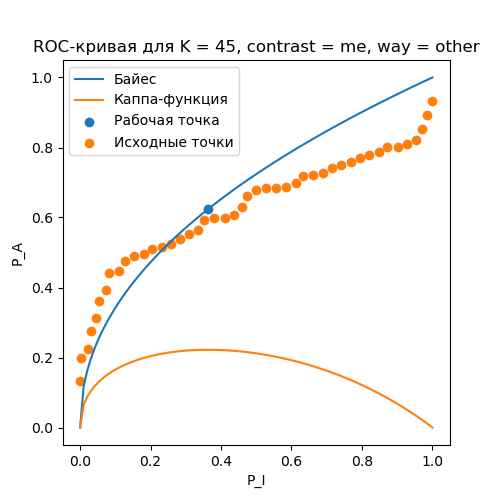 ROC-кривая для K = 45, contrast = me, way = other
Байес
Каппа-функция
Рабочая точка
Исходные точки
P_A
1.0
0.8
0.6
0.4
0.2
0.0
0.0 0.2 0.4 0.6 0.8 1.0
P_I